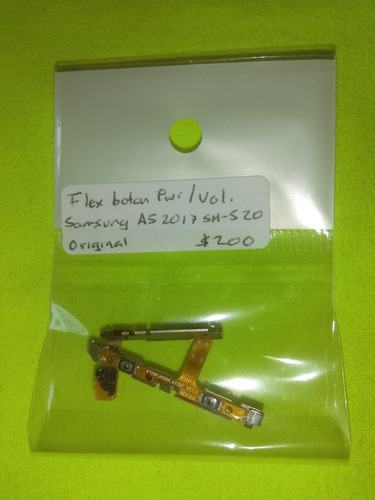 Flex boton Pwr/Vol.
Samsung A5 2017 SM-520
Original $200